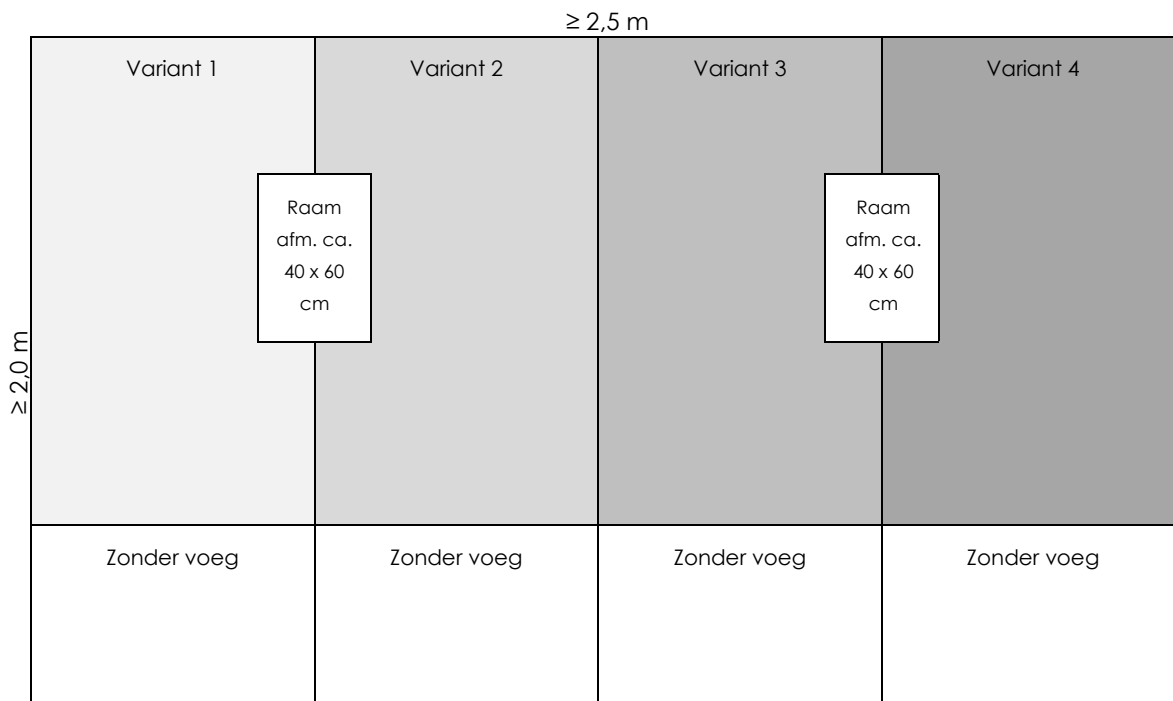 ≥ 2,5 m
Variant 1
Variant 2
Variant 3
Variant 4
Raam
afm. ca.
40 x 60
cm
Raam
afm. ca.
40 x 60
cm
≥ 2,0 m
Zonder voeg
Zonder voeg
Zonder voeg
Zonder voeg